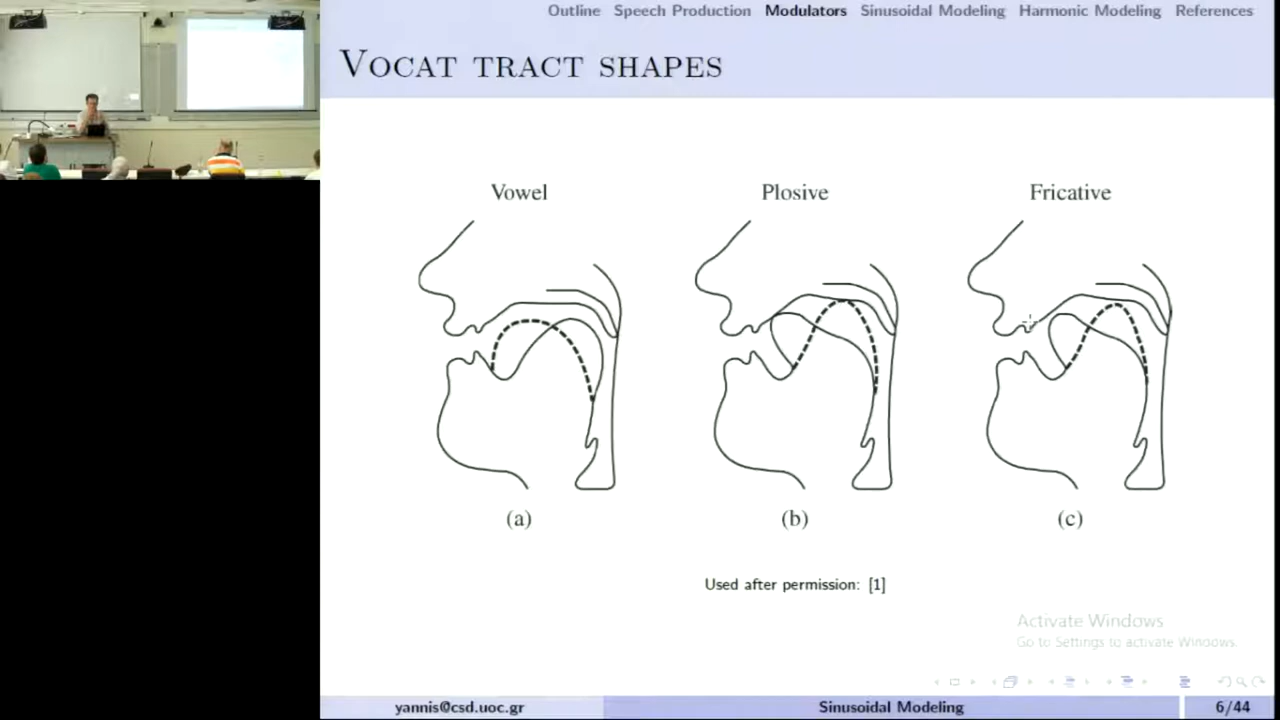 Outline Speech Production Modulators Sinusoidal Modeling Harmonic Modeling References
Vocat tract shapes
Vowel Plosive Fricative
(a) (b) (c)
Used after permission: [1]
Activate Windows
Go to Settings to activate Windows.
yannis@csd.uoc.gr Sinusoidal Modeling 6/44